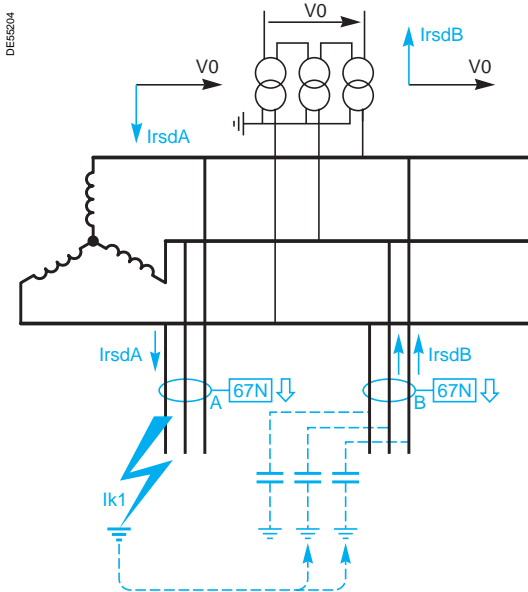 DE55204
V0
IrsdB
V0
V0
IrsdA
IrsdA
IrsdB
67N
67N
A
B
Ik1